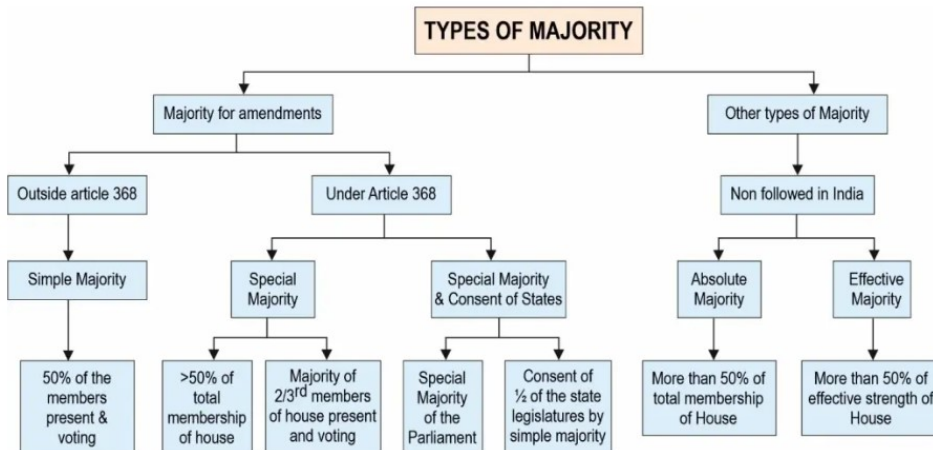 TYPES OF MAJORITY
Majority for amendments
Other types of Majority
Outside article 368
Under Article 368
Non followed in India
Simple Majority
Special
Majority
Special Majority
& Consent of States
Absolute
Majority
Effective
Majority
50% of the
members
present &
voting
>50% of
total
membership
of house
Majority of
2/3rd members
of house present
and voting
Special
Majority
of the
Parliament
Consent of
½ of the state
legislatures by
simple majority
More than 50% of
total membership
of House
More than 50% of
effective strength of
House